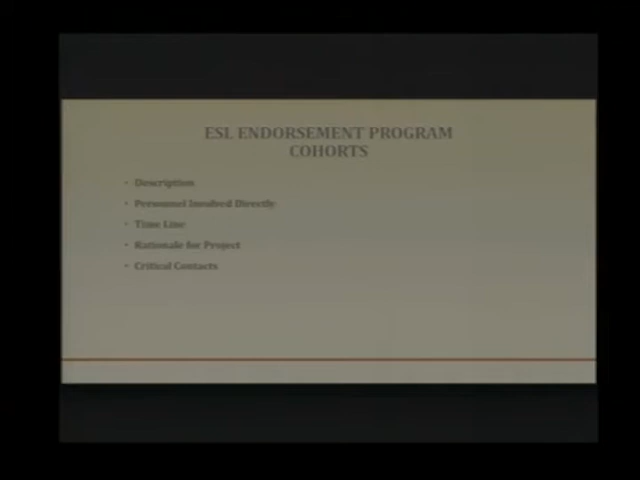 ESL ENDORSEMENT PROGRAM
COHORTS
• Description
• Personnel Involved Directly
• Time Line
• Rationale for Project
• Critical Contacts